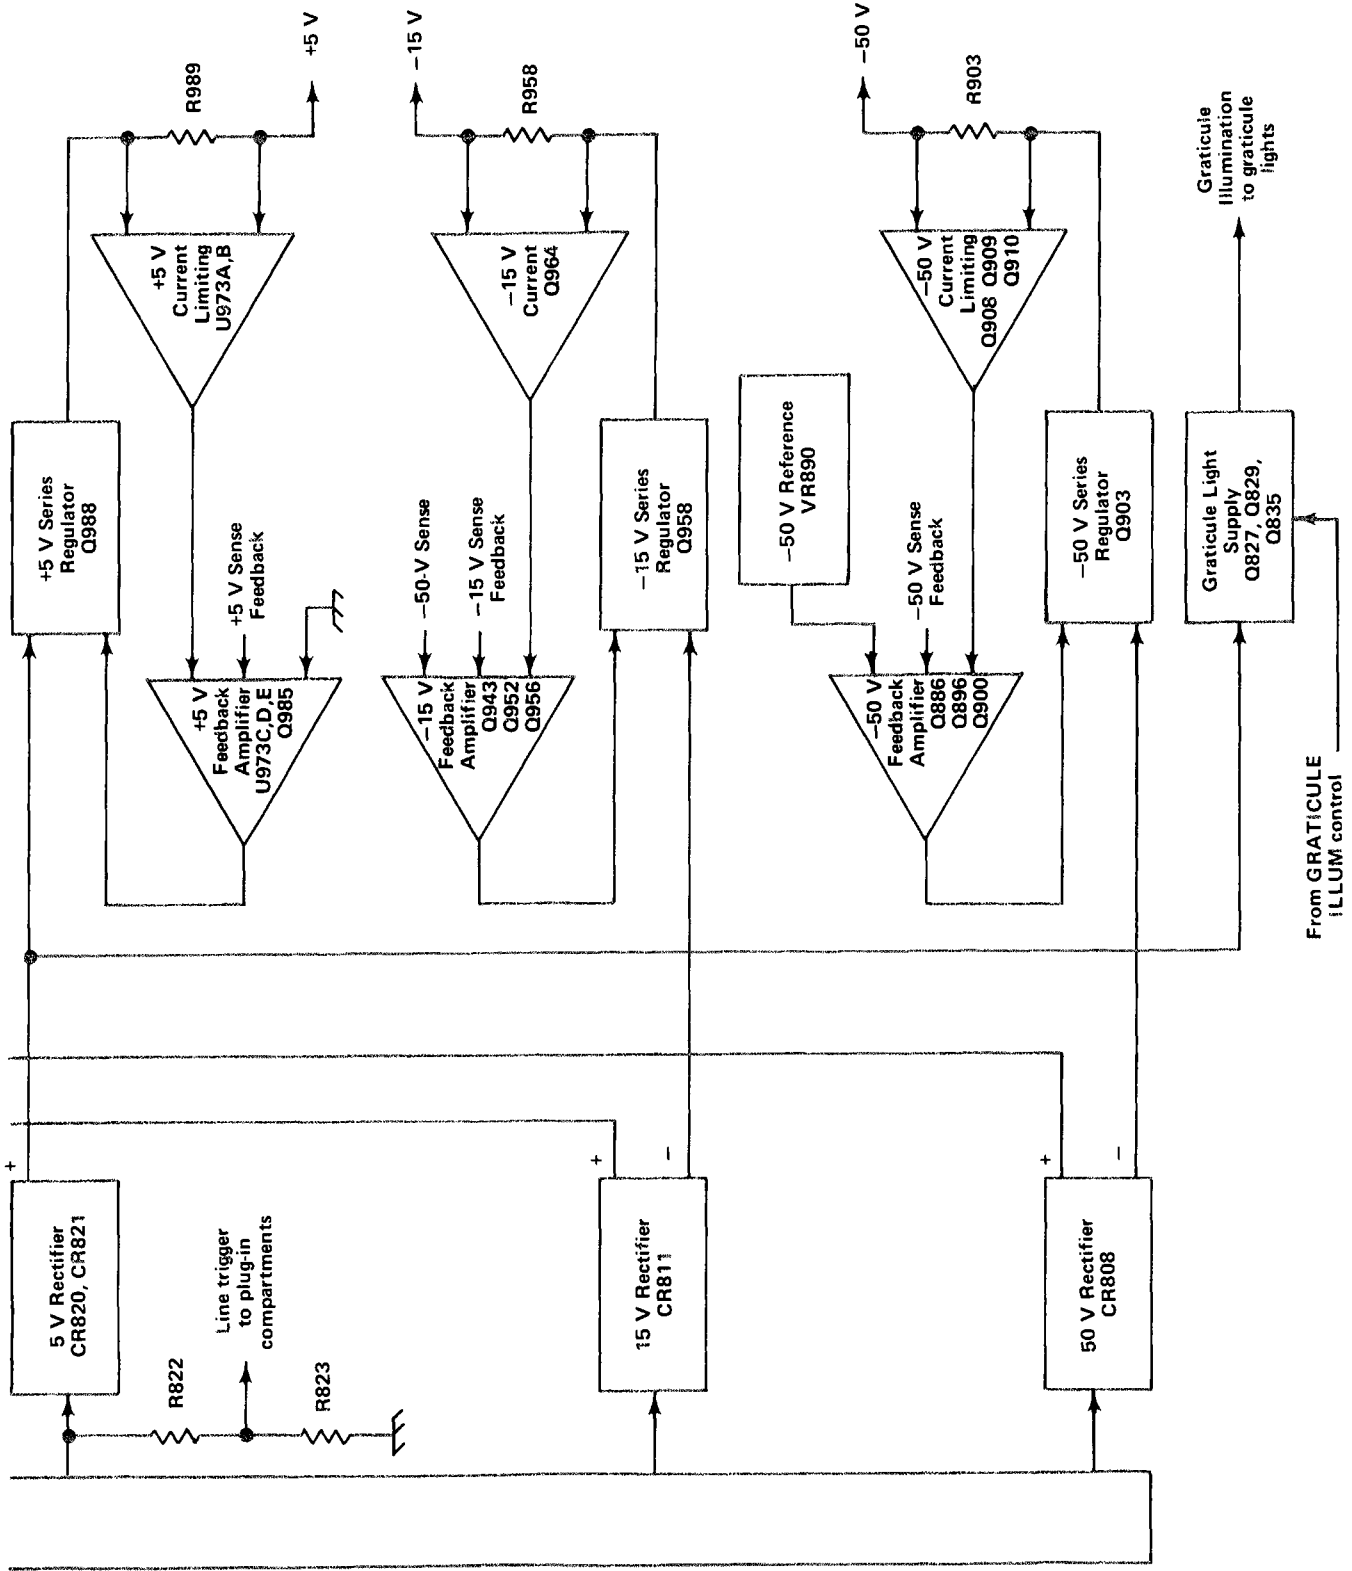 +5 V
R989
+5 V
Current
Limiting
U973A,B
+5 V Series
Regulator
Q988
+5 V Sense
Feedback
+5 V
Feedback
Amplifier
U973C,D,E
Q985
+
5 V Rectifier
CR820, CR821
R822
Line trigger
to plug-in
compartments
R823
−15 V
R958
−15 V
Current
Q964
−50-V Sense
−15 V Sense
Feedback
−15 V
Feedback
Amplifier
Q943
Q952
Q956
−15 V Series
Regulator
Q958
+
−
15 V Rectifier
CR811
−50 V
R903
−50 V
Current
Limiting
Q908 Q909
Q910
−50 V Reference
VR890
−50 V Sense
Feedback
−50 V
Feedback
Amplifier
Q886
Q896
Q900
−50 V Series
Regulator
Q903
+
−
50 V Rectifier
CR808
Graticule
Illumination
to graticule
lights
Graticule Light
Supply
Q827, Q829,
Q835
From GRATICULE
ILLUM control